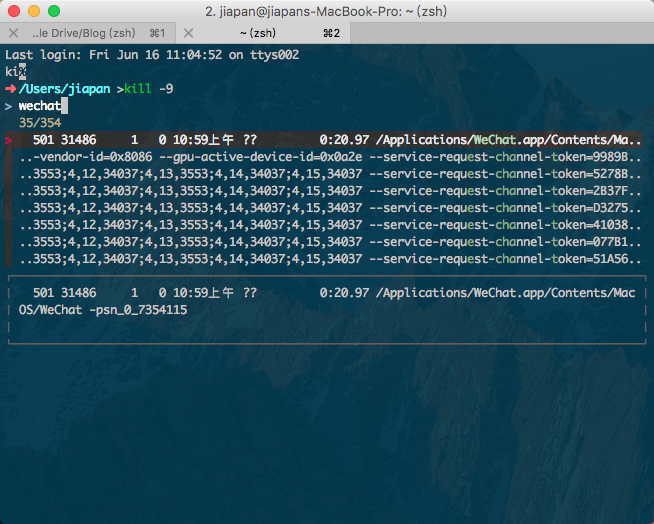 2. jiapan@jiapans-MacBook-Pro: ~ (zsh)
..le Drive/Blog (zsh) ⌘1 ~ (zsh) ⌘2
Last login: Fri Jun 16 11:04:52 on ttys002
ki%
➜ /Users/jiapan >kill -9
> wechat
35/354
> 501 31486 1 0 10:59上午 ?? 0:20.97 /Applications/WeChat.app/Contents/Ma..
..-vendor-id=0x8086 --gpu-active-device-id=0x0a2e --service-request-channel-token=9989B..
..3553;4,12,34037;4,13,3553;4,14,34037;4,15,34037 --service-request-channel-token=5278B..
..3553;4,12,34037;4,13,3553;4,14,34037;4,15,34037 --service-request-channel-token=2B37F..
..3553;4,12,34037;4,13,3553;4,14,34037;4,15,34037 --service-request-channel-token=D3275..
..3553;4,12,34037;4,13,3553;4,14,34037;4,15,34037 --service-request-channel-token=41038..
..3553;4,12,34037;4,13,3553;4,14,34037;4,15,34037 --service-request-channel-token=077B1..
..3553;4,12,34037;4,13,3553;4,14,34037;4,15,34037 --service-request-channel-token=51A56..
501 31486 1 0 10:59上午 ?? 0:20.97 /Applications/WeChat.app/Contents/Mac
OS/WeChat -psn_0_7354115